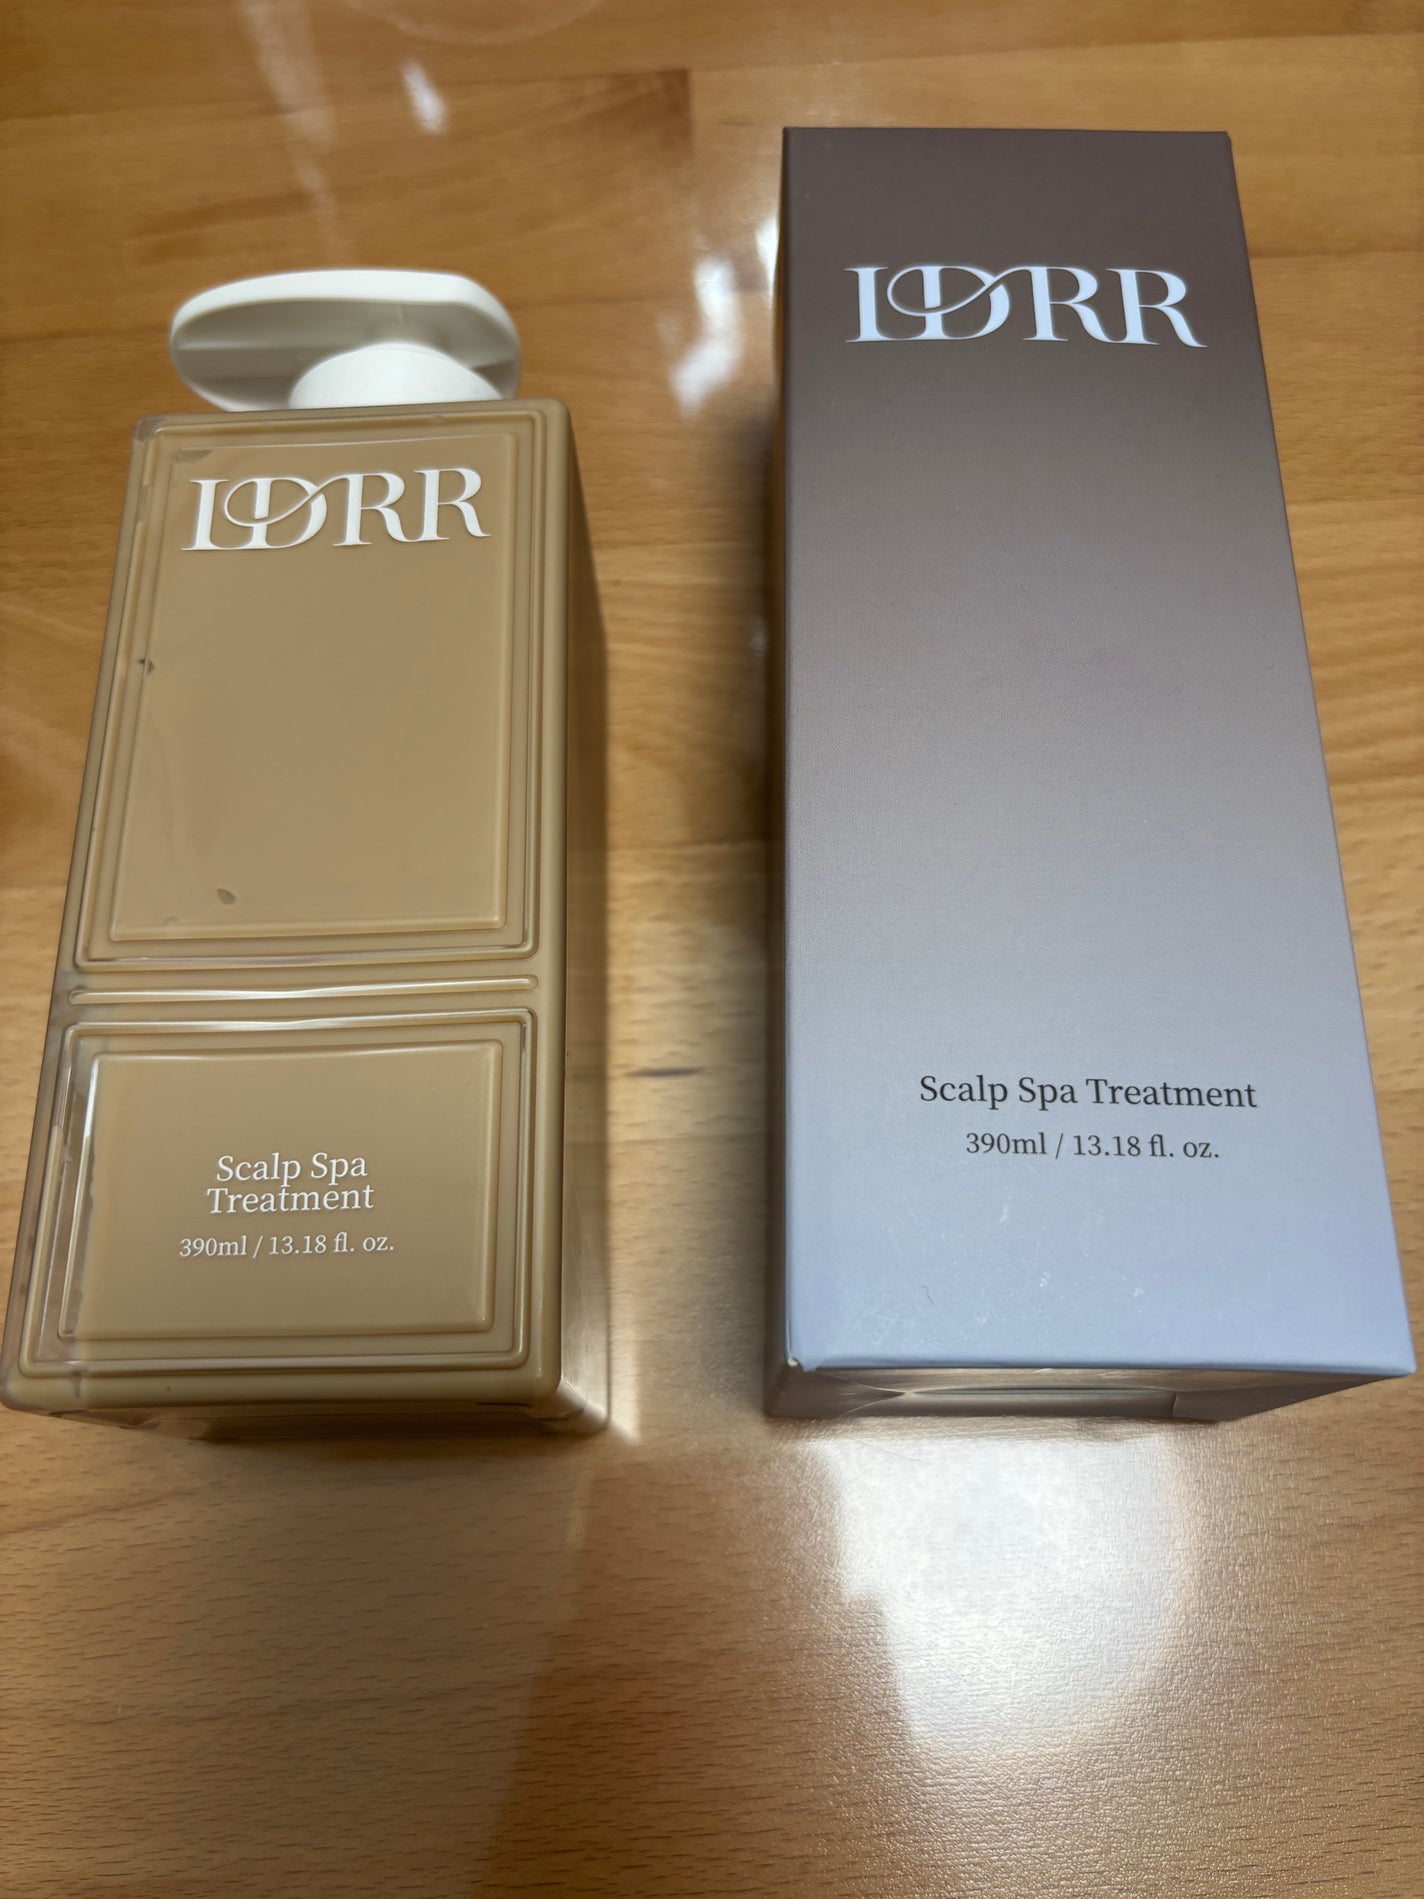 LDRR
Scalp Spa
Treatment
390ml / 13.18 fl. oz.
LDRR
Scalp Spa Treatment
390ml / 13.18 fl. oz.